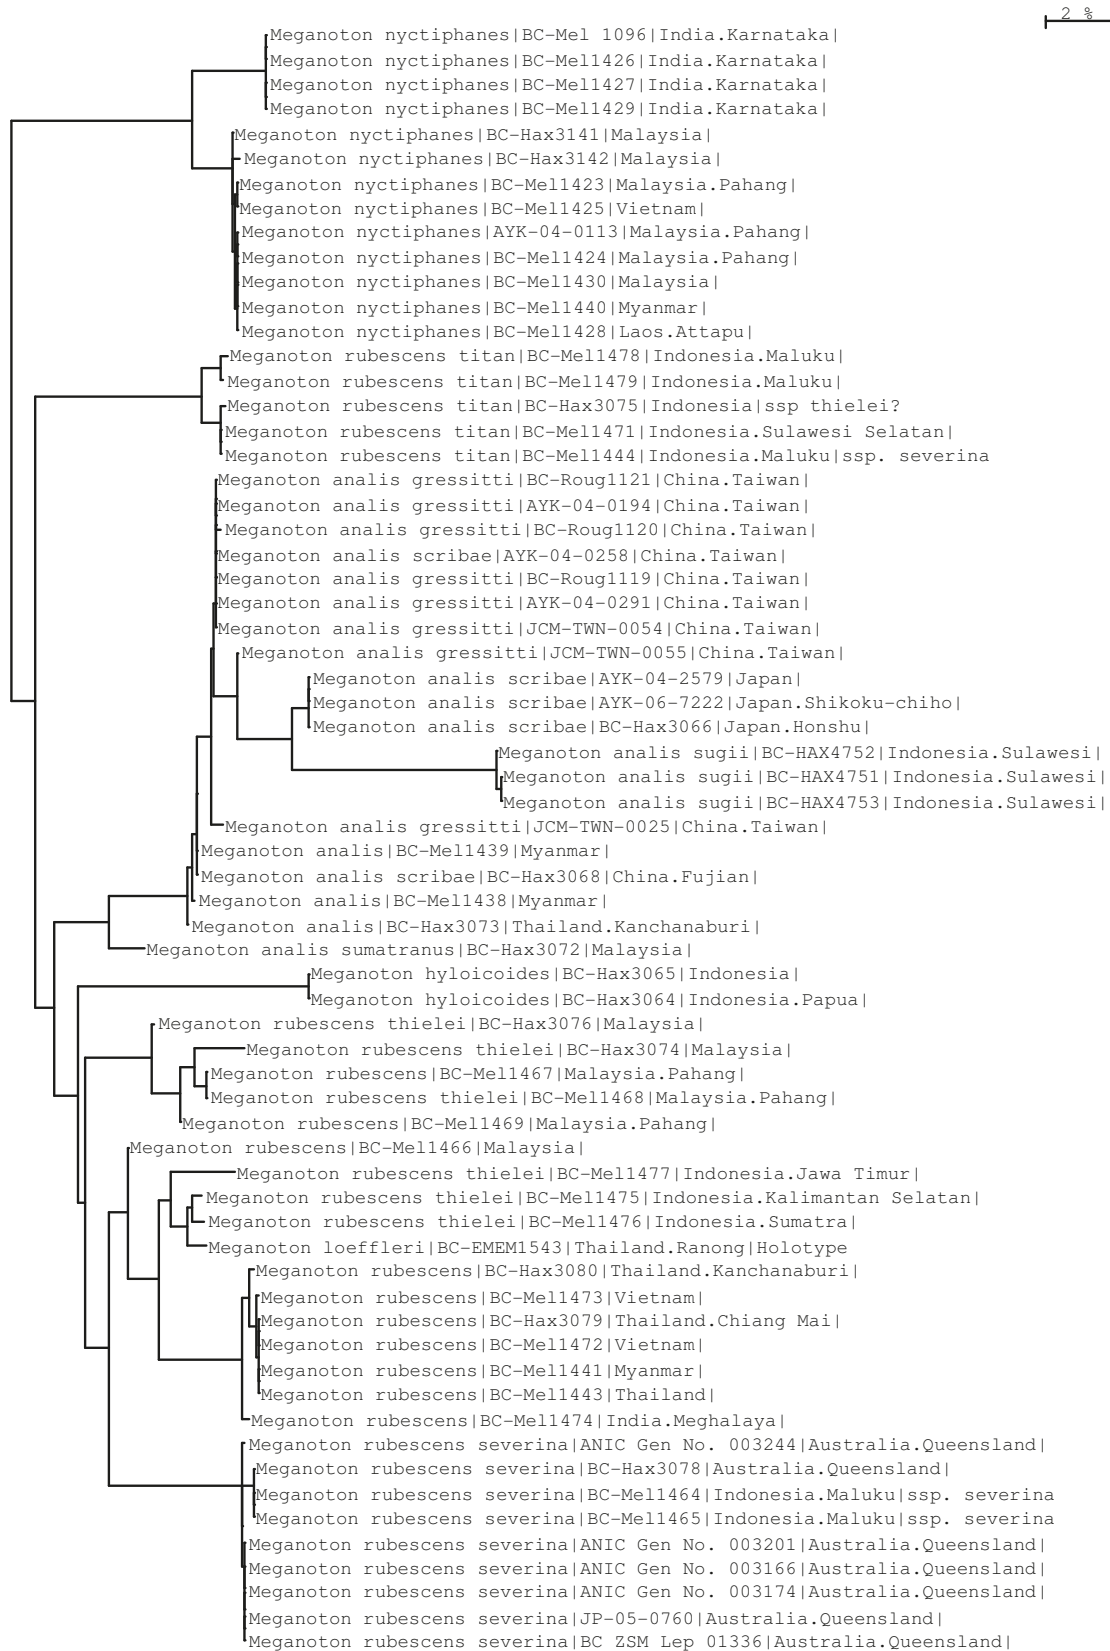 2 %
Meganoton nyctiphanes|BC-Mel 1096|India.Karnataka|
Meganoton nyctiphanes|BC-Mel1426|India.Karnataka|
Meganoton nyctiphanes|BC-Mel1427|India.Karnataka|
Meganoton nyctiphanes|BC-Mel1429|India.Karnataka|
Meganoton nyctiphanes|BC-Hax3141|Malaysia|
Meganoton nyctiphanes|BC-Hax3142|Malaysia|
Meganoton nyctiphanes|BC-Mel1423|Malaysia.Pahang|
Meganoton nyctiphanes|BC-Mel1425|Vietnam|
Meganoton nyctiphanes|AYK-04-0113|Malaysia.Pahang|
Meganoton nyctiphanes|BC-Mel1424|Malaysia.Pahang|
Meganoton nyctiphanes|BC-Mel1430|Malaysia|
Meganoton nyctiphanes|BC-Mel1440|Myanmar|
Meganoton nyctiphanes|BC-Mel1428|Laos.Attapu|
Meganoton rubescens titan|BC-Mel1478|Indonesia.Maluku|
Meganoton rubescens titan|BC-Mel1479|Indonesia.Maluku|
Meganoton rubescens titan|BC-Hax3075|Indonesia|ssp thielei?
Meganoton rubescens titan|BC-Mel1471|Indonesia.Sulawesi Selatan|
Meganoton rubescens titan|BC-Mel1444|Indonesia.Maluku|ssp. severina
Meganoton analis gressitti|BC-Roug1121|China.Taiwan|
Meganoton analis gressitti|AYK-04-0194|China.Taiwan|
Meganoton analis gressitti|BC-Roug1120|China.Taiwan|
Meganoton analis scribae|AYK-04-0258|China.Taiwan|
Meganoton analis gressitti|BC-Roug1119|China.Taiwan|
Meganoton analis gressitti|AYK-04-0291|China.Taiwan|
Meganoton analis gressitti|JCM-TWN-0054|China.Taiwan|
Meganoton analis gressitti|JCM-TWN-0055|China.Taiwan|
Meganoton analis scribae|AYK-04-2579|Japan|
Meganoton analis scribae|AYK-06-7222|Japan.Shikoku-chiho|
Meganoton analis scribae|BC-Hax3066|Japan.Honshu|
Meganoton analis sugii|BC-HAX4752|Indonesia.Sulawesi|
Meganoton analis sugii|BC-HAX4751|Indonesia.Sulawesi|
Meganoton analis sugii|BC-HAX4753|Indonesia.Sulawesi|
Meganoton analis gressitti|JCM-TWN-0025|China.Taiwan|
Meganoton analis|BC-Mel1439|Myanmar|
Meganoton analis scribae|BC-Hax3068|China.Fujian|
Meganoton analis|BC-Mel1438|Myanmar|
Meganoton analis|BC-Hax3073|Thailand.Kanchanaburi|
Meganoton analis sumatranus|BC-Hax3072|Malaysia|
Meganoton hyloicoides|BC-Hax3065|Indonesia|
Meganoton hyloicoides|BC-Hax3064|Indonesia.Papua|
Meganoton rubescens thielei|BC-Hax3076|Malaysia|
Meganoton rubescens thielei|BC-Hax3074|Malaysia|
Meganoton rubescens|BC-Mel1467|Malaysia.Pahang|
Meganoton rubescens thielei|BC-Mel1468|Malaysia.Pahang|
Meganoton rubescens|BC-Mel1469|Malaysia.Pahang|
Meganoton rubescens|BC-Mel1466|Malaysia|
Meganoton rubescens thielei|BC-Mel1477|Indonesia.Jawa Timur|
Meganoton rubescens thielei|BC-Mel1475|Indonesia.Kalimantan Selatan|
Meganoton rubescens thielei|BC-Mel1476|Indonesia.Sumatra|
Meganoton loeffleri|BC-EMEM1543|Thailand.Ranong|Holotype
Meganoton rubescens|BC-Hax3080|Thailand.Kanchanaburi|
Meganoton rubescens|BC-Mel1473|Vietnam|
Meganoton rubescens|BC-Hax3079|Thailand.Chiang Mai|
Meganoton rubescens|BC-Mel1472|Vietnam|
Meganoton rubescens|BC-Mel1441|Myanmar|
Meganoton rubescens|BC-Mel1443|Thailand|
Meganoton rubescens|BC-Mel1474|India.Meghalaya|
Meganoton rubescens severina|ANIC Gen No. 003244|Australia.Queensland|
Meganoton rubescens severina|BC-Hax3078|Australia.Queensland|
Meganoton rubescens severina|BC-Mel1464|Indonesia.Maluku|ssp. severina
Meganoton rubescens severina|BC-Mel1465|Indonesia.Maluku|ssp. severina
Meganoton rubescens severina|ANIC Gen No. 003201|Australia.Queensland|
Meganoton rubescens severina|ANIC Gen No. 003166|Australia.Queensland|
Meganoton rubescens severina|ANIC Gen No. 003174|Australia.Queensland|
Meganoton rubescens severina|JP-05-0760|Australia.Queensland|
Meganoton rubescens severina|BC ZSM Lep 01336|Australia.Queensland|